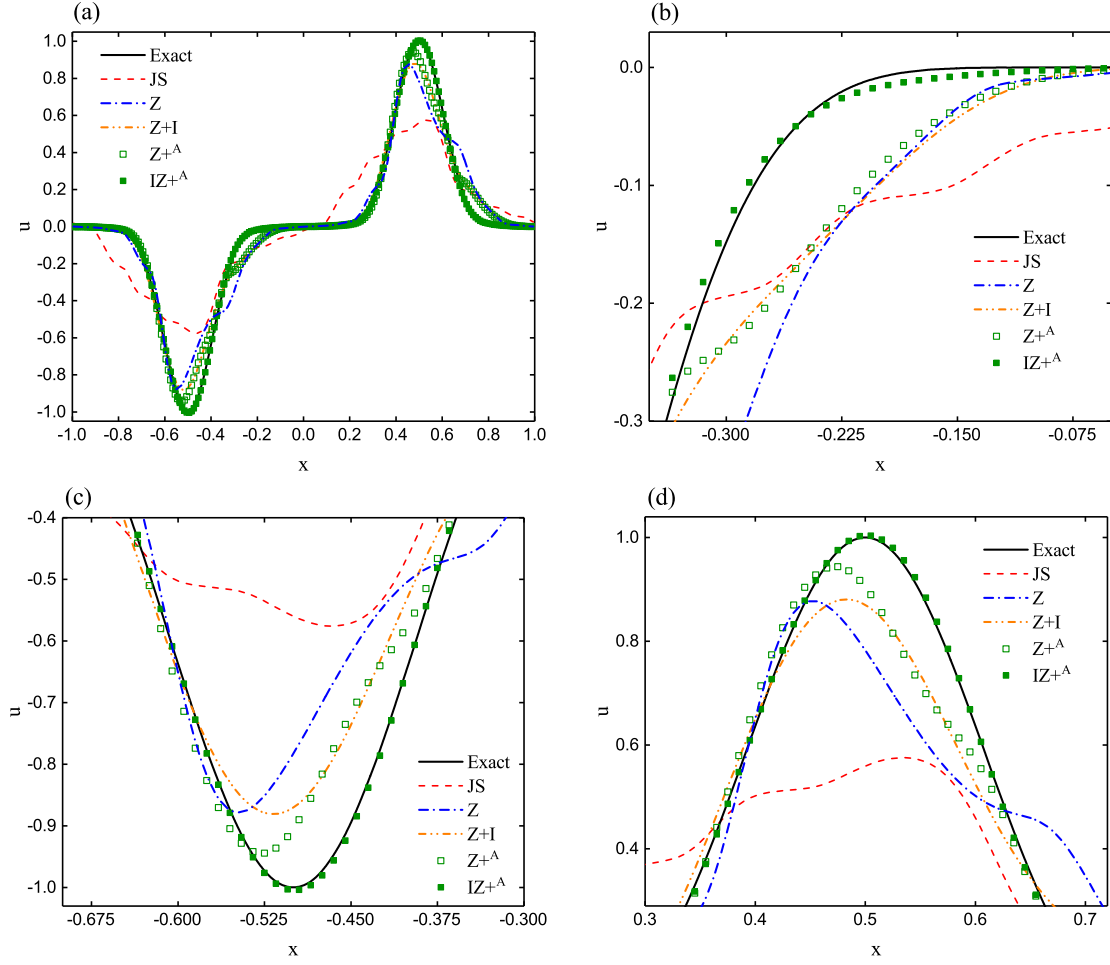 (a)
1.0
0.8
0.6
0.4
0.2
0.0
-0.2
-0.4
-0.6
-0.8
-1.0
u
Exact
JS
Z
Z+I
Z+ᴬ
IZ+ᴬ
-1.0 -0.8 -0.6 -0.4 -0.2 0.0 0.2 0.4 0.6 0.8 1.0
x
(b)
0.0
-0.1
-0.2
-0.3
u
Exact
JS
Z
Z+I
Z+ᴬ
IZ+ᴬ
-0.300 -0.225 -0.150 -0.075
x
(c)
-0.4
-0.5
-0.6
-0.7
-0.8
-0.9
-1.0
u
Exact
JS
Z
Z+I
Z+ᴬ
IZ+ᴬ
-0.675 -0.600 -0.525 -0.450 -0.375 -0.300
x
(d)
1.0
0.8
0.6
0.4
u
Exact
JS
Z
Z+I
Z+ᴬ
IZ+ᴬ
0.3 0.4 0.5 0.6 0.7
x